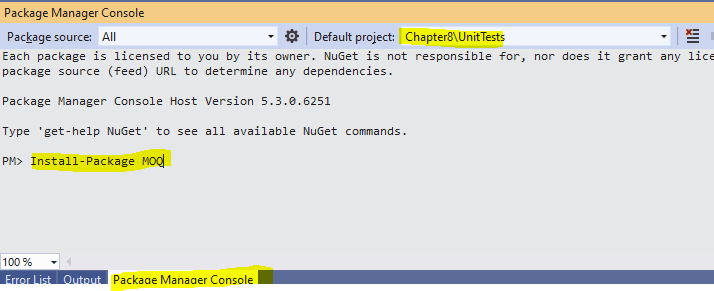 Package Manager Console
Package source: All Default project: Chapter8\UnitTests
Each package is licensed to you by its owner. NuGet is not responsible for, nor does it grant any lice
package source (feed) URL to determine any dependencies.
Package Manager Console Host Version 5.3.0.6251
Type 'get-help NuGet' to see all available NuGet commands.
PM> Install-Package MOQ
100 %
Error List Output Package Manager Console